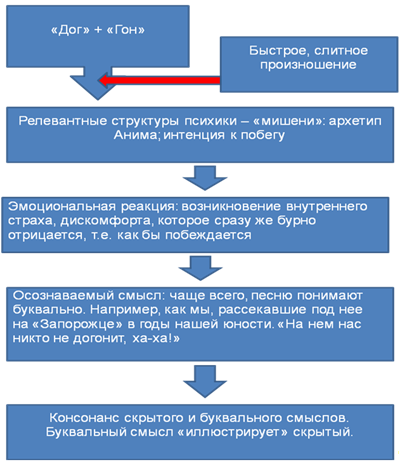 «Дог» + «Гон»
Быстрое, слитное
произношение
Релевантные структуры психики – «мишени»: архетип
Анима; интенция к побегу
Эмоциональная реакция: возникновение внутреннего
страха, дискомфорта, которое сразу же бурно
отрицается, т.е. как бы побеждается
Осознаваемый смысл: чаще всего, песню понимают
буквально. Например, как мы, рассекавшие под нее
на «Запорожце» в годы нашей юности. «На нем нас
никто не догонит, ха-ха!»
Консонанс скрытого и буквального смыслов.
Буквальный смысл «иллюстрирует» скрытый.